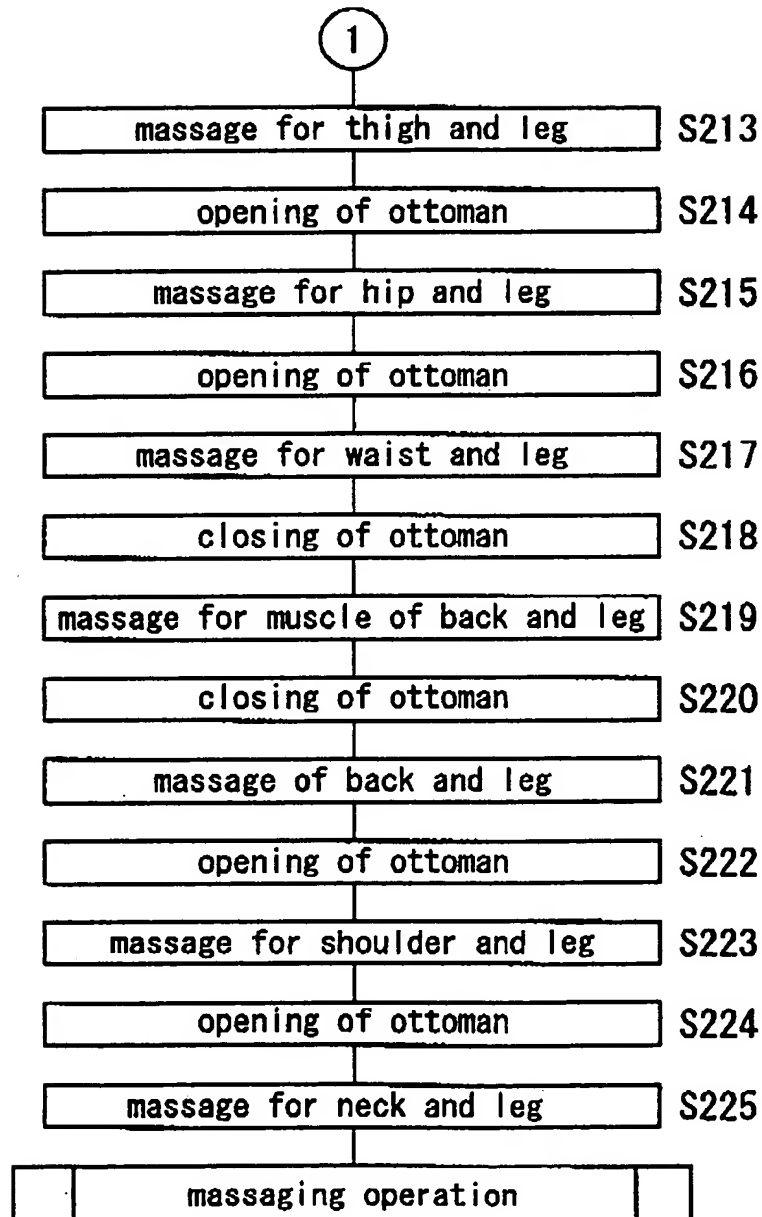 1
massage for thigh and leg S213
opening of ottoman S214
massage for hip and leg S215
opening of ottoman S216
massage for waist and leg S217
closing of ottoman S218
massage for muscle of back and leg S219
closing of ottoman S220
massage of back and leg S221
opening of ottoman S222
massage for shoulder and leg S223
opening of ottoman S224
massage for neck and leg S225
massaging operation